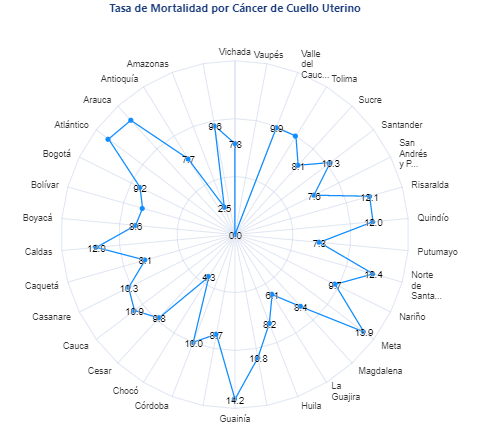 Tasa de Mortalidad por Cáncer de Cuello Uterino
Vichada
Vaupés
Valle
del
Cauc...
Tolima
Sucre
Santander
San
Andrés
y P...
Risaralda
Quindío
Putumayo
Norte
de
Santa...
Nariño
Meta
Magdalena
La
Guajira
Huila
Guainía
Córdoba
Chocó
Cesar
Cauca
Casanare
Caquetá
Caldas
Boyacá
Bolívar
Bogotá
Atlántico
Arauca
Antioquía
Amazonas
7.8
0.0
9.9
8.1
10.3
7.6
12.1
12.0
7.3
12.4
9.7
13.9
8.4
6.1
8.2
10.8
14.2
8.7
10.0
4.3
9.8
10.9
10.3
8.1
12.0
8.6
9.2
7.7
2.5
9.5